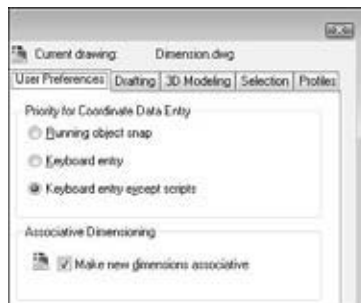 Current drawing: Dimension.dwg
User Preferences Drafting 3D Modeling Selection Profiles
Priority for Coordinate Data Entry
Running object snap
Keyboard entry
Keyboard entry except scripts
Associative Dimensioning
Make new dimensions associative